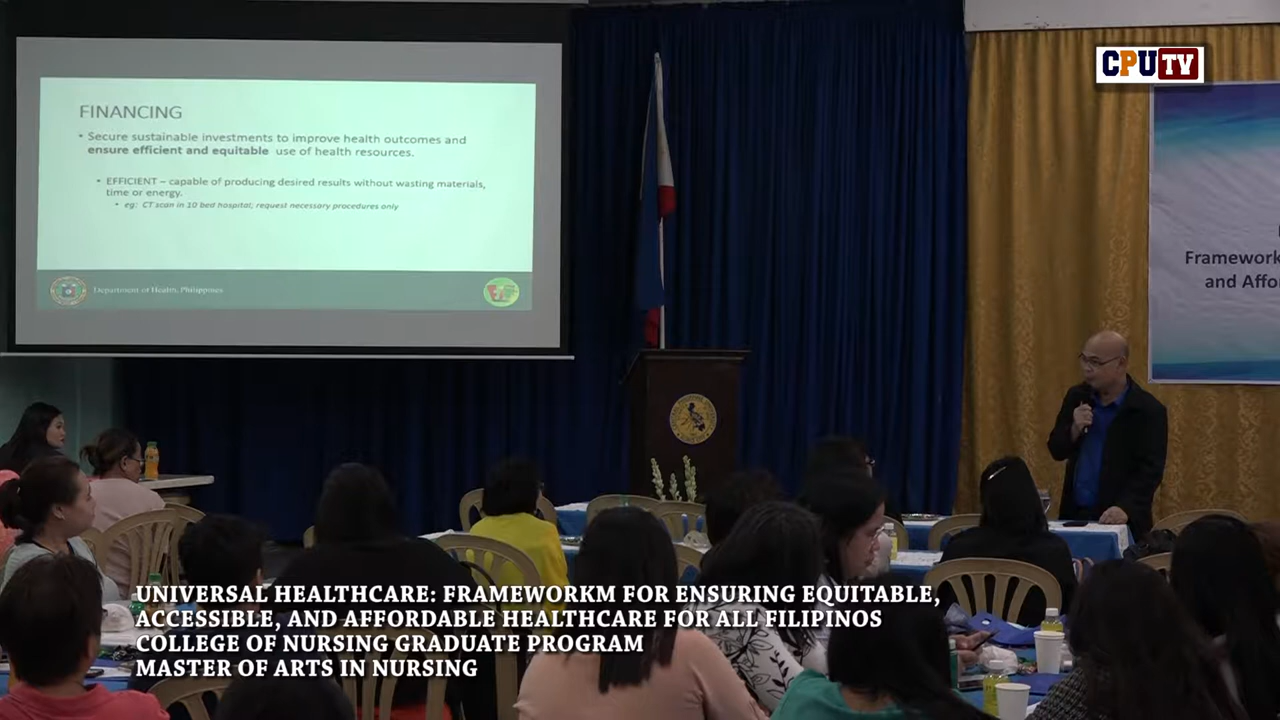 CPUTV
FINANCING
• Secure sustainable investments to improve health outcomes and
ensure efficient and equitable use of health resources.
• EFFICIENT – capable of producing desired results without wasting materials,
time or energy.
• eg: CT scan in 10 bed hospital; request necessary procedures only
Department of Health, Philippines
Framework
and Affo
UNIVERSAL HEALTHCARE: FRAMEWORKM FOR ENSURING EQUITABLE,
ACCESSIBLE, AND AFFORDABLE HEALTHCARE FOR ALL FILIPINOS
COLLEGE OF NURSING GRADUATE PROGRAM
MASTER OF ARTS IN NURSING